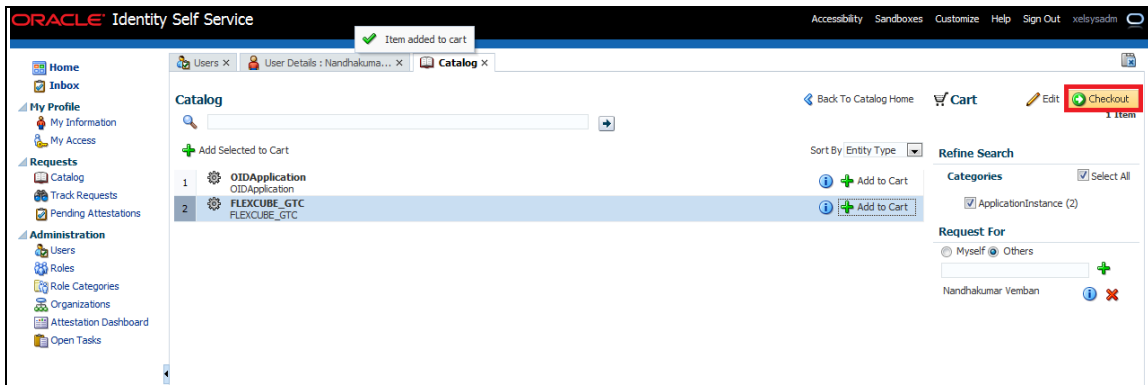 ORACLE Identity Self Service
Accessibility Sandboxes Customize Help Sign Out xelsysadm
Item added to cart
Users × User Details : Nandhakuma... × Catalog ×
Home
Inbox
My Profile
My Information
My Access
Requests
Catalog
Track Requests
Pending Attestations
Administration
Users
Roles
Role Categories
Organizations
Attestation Dashboard
Open Tasks
Catalog
Back To Catalog Home
Add Selected to Cart
Sort By Entity Type
1 OIDApplication
OIDApplication
Add to Cart
2 FLEXCUBE_GTC
FLEXCUBE_GTC
Add to Cart
Cart
Edit Checkout
1 Item
Refine Search
Categories Select All
ApplicationInstance (2)
Request For
Myself Others
Nandhakumar Vemban